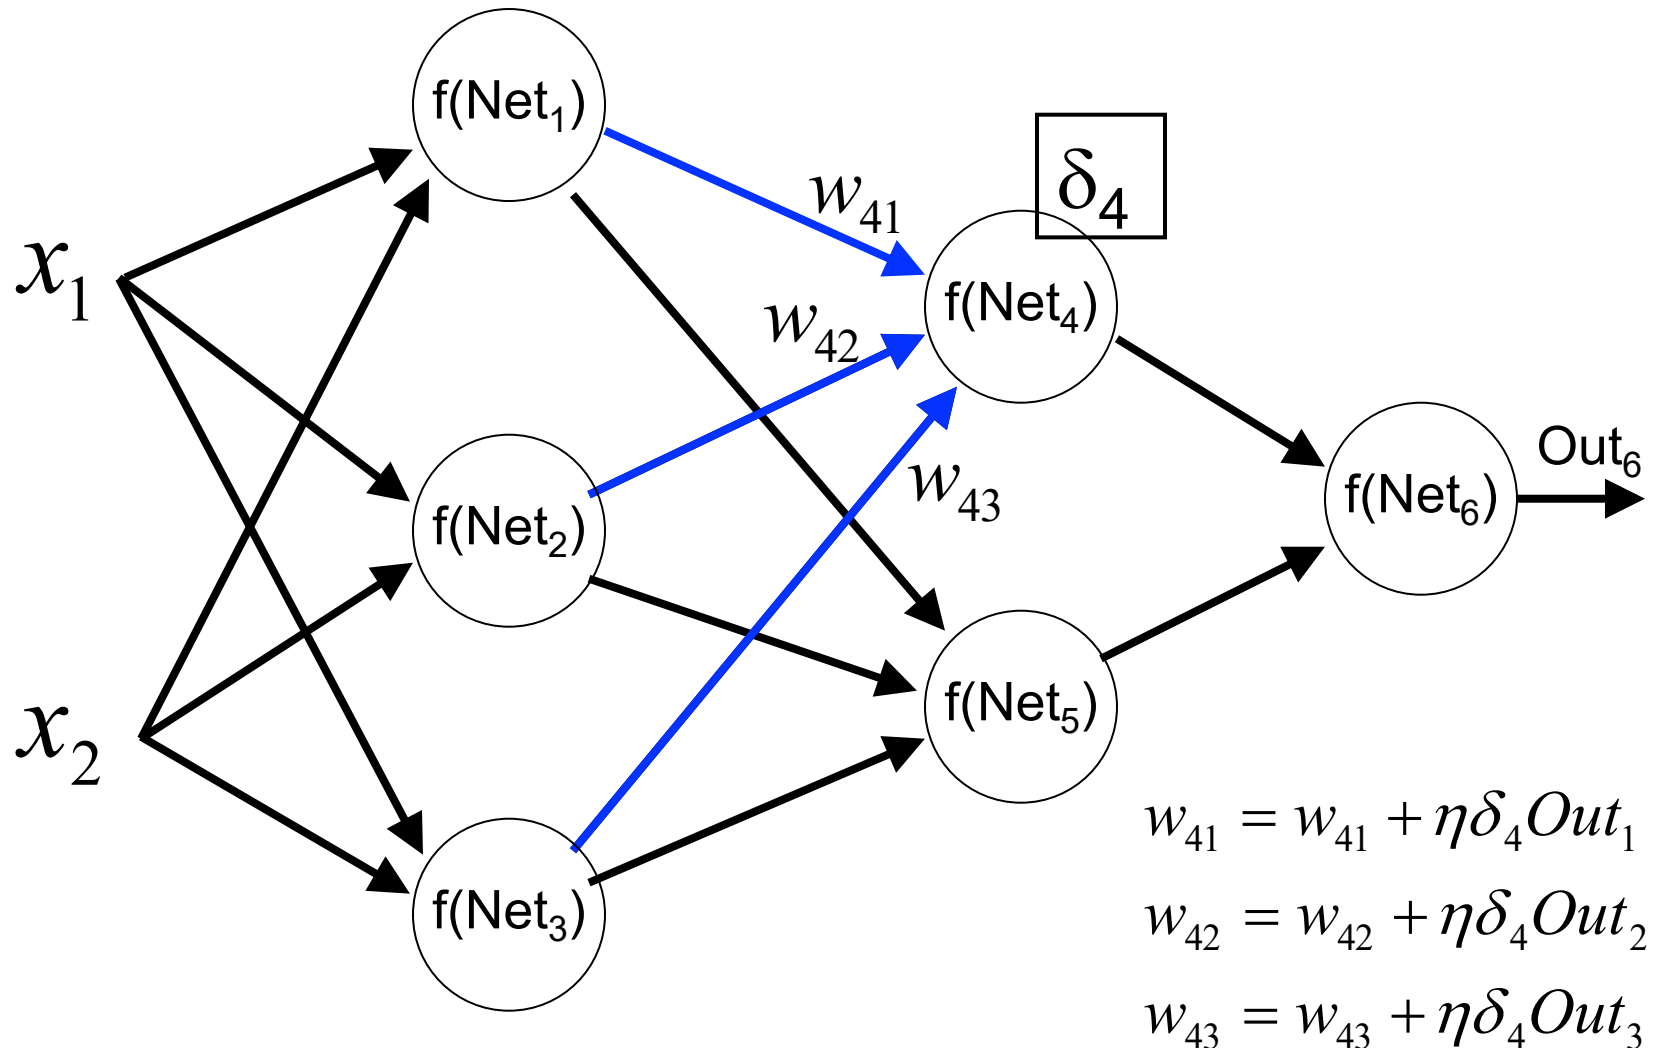 f(Net₁)
δ₄
w₄₁
x₁
f(Net₄)
w₄₂
Out₆
w₄₃
f(Net₆)
f(Net₂)
f(Net₅)
x₂
w₄₁ = w₄₁ + ηδ₄Out₁
f(Net₃)
w₄₂ = w₄₂ + ηδ₄Out₂
w₄₃ = w₄₃ + ηδ₄Out₃